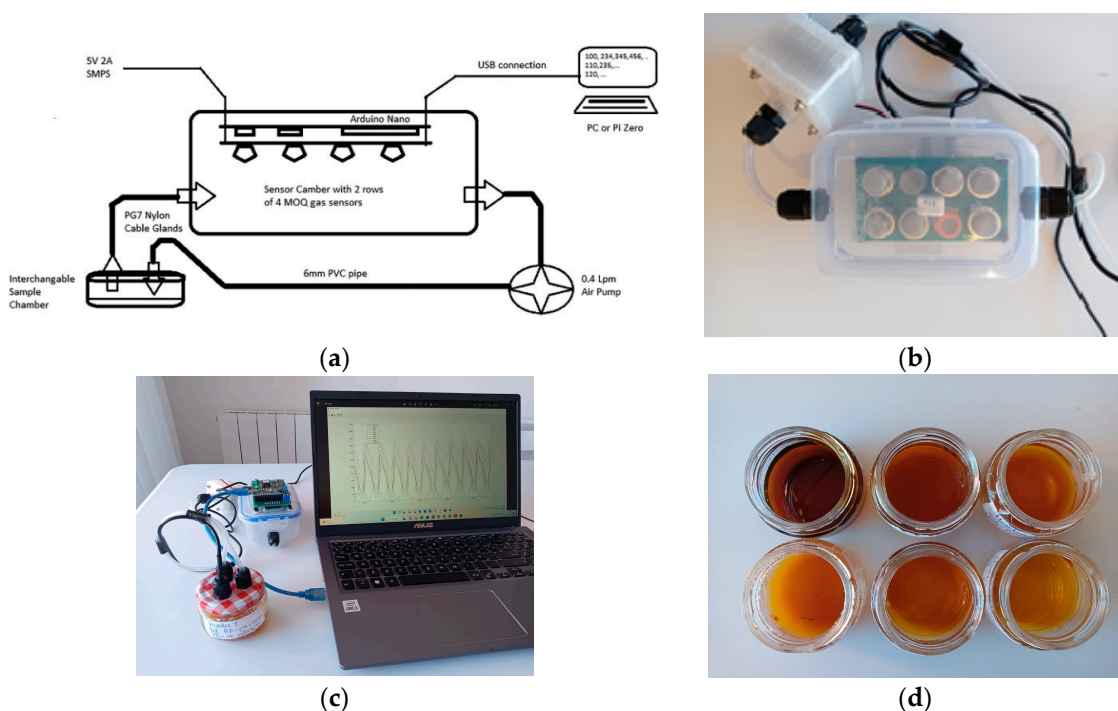 5V 2A
SMPS
USB connection
100, 234,345,456, ..
110,235,...
120, ...
Arduino Nano
PC or Pi Zero
Sensor Camber with 2 rows
of 4 MOQ gas sensors
PG7 Nylon
Cable Glands
Interchangable
Sample
Chamber
6mm PVC pipe
0.4 Lpm
Air Pump
(a)
(b)
ASUS
(c)
(d)